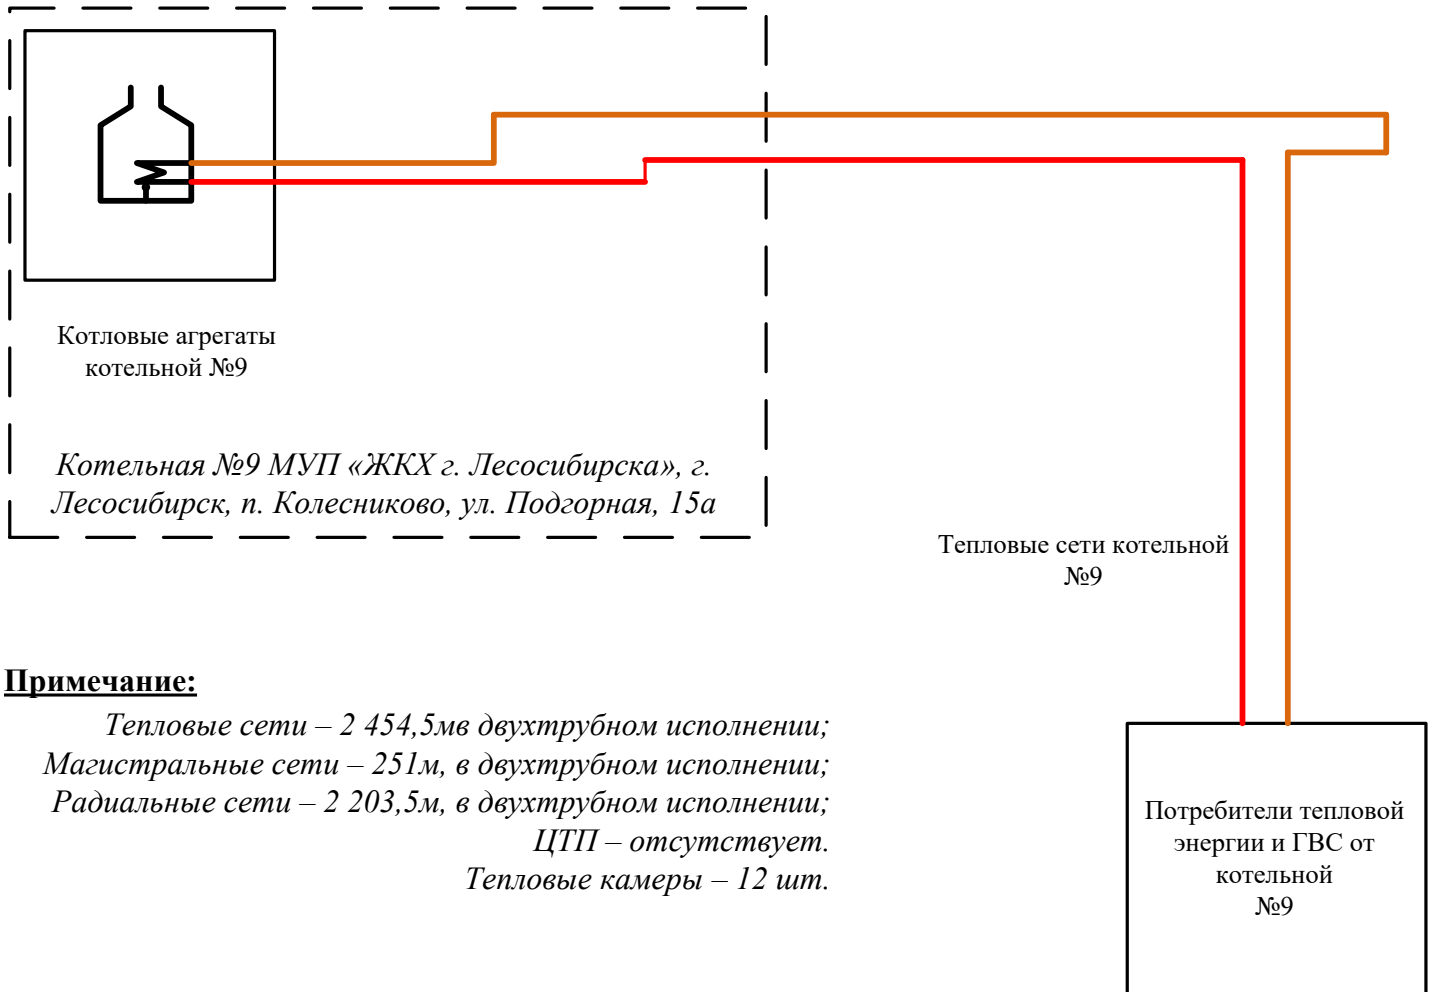 Котловые агрегаты
котельной №9
Котельная №9 МУП «ЖКХ г. Лесосибирска», г.
Лесосибирск, п. Колесниково, ул. Подгорная, 15а
Тепловые сети котельной
№9
Примечание:
Тепловые сети – 2 454,5мв двухтрубном исполнении;
Магистральные сети – 251м, в двухтрубном исполнении;
Радиальные сети – 2 203,5м, в двухтрубном исполнении;
ЦТП – отсутствует.
Тепловые камеры – 12 шт.
Потребители тепловой
энергии и ГВС от
котельной
№9